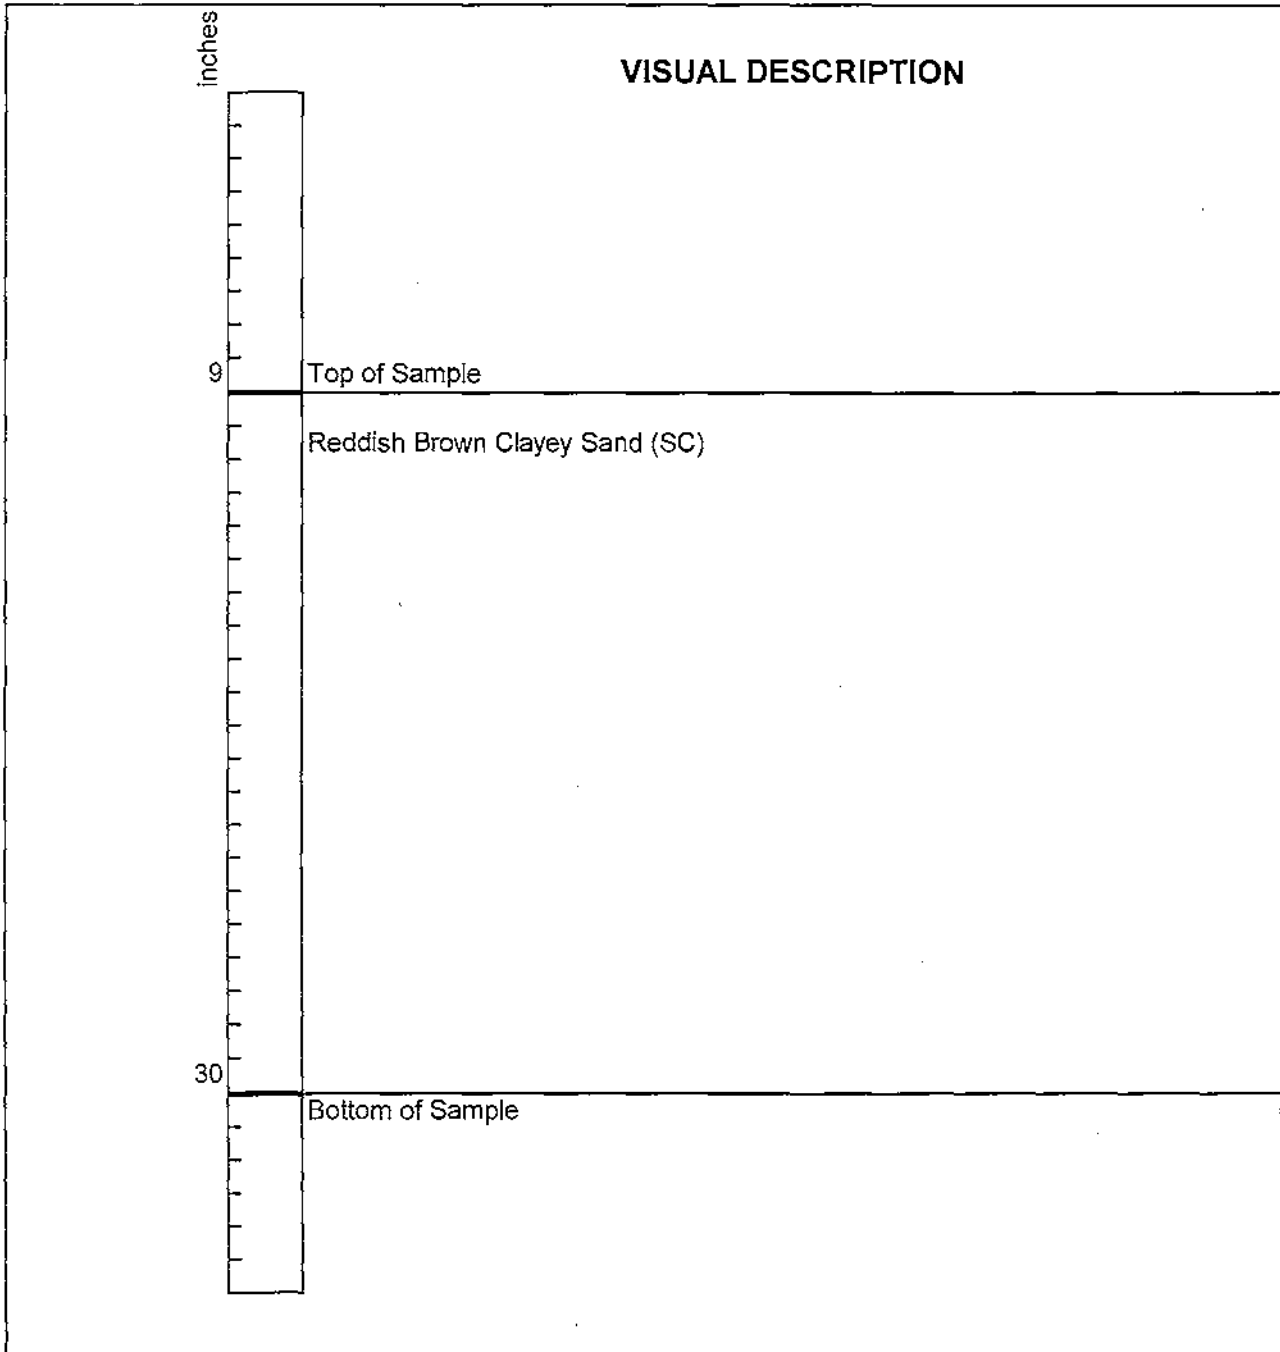 inches
VISUAL DESCRIPTION
9
Top of Sample
Reddish Brown Clayey Sand (SC)
30
Bottom of Sample